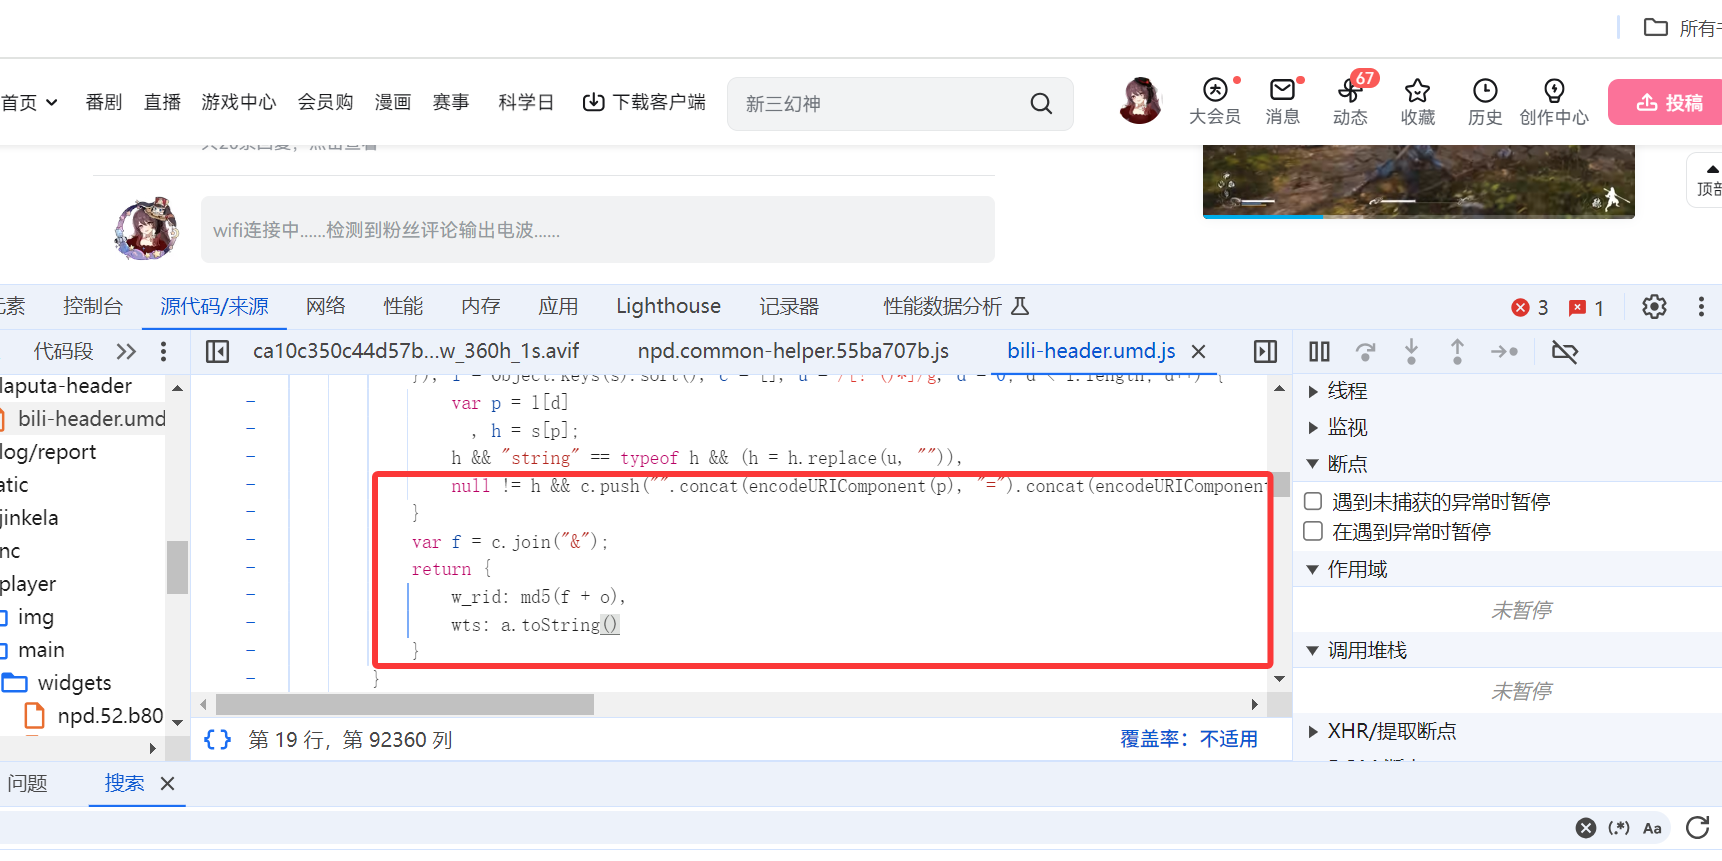 所有
首页 番剧 直播 游戏中心 会员购 漫画 赛事 科学日 下载客户端 新三幻神 大会员 消息 67 动态 收藏 历史 创作中心 投稿
顶部
wifi连接中......检测到粉丝评论输出电波......
元素 控制台 源代码/来源 网络 性能 内存 应用 Lighthouse 记录器 性能数据分析 3 1
代码段 ca10c350c44d57b...w_360h_1s.avif npd.common-helper.55ba707b.js bili-header.umd.js
laputa-header
bili-header.umd
log/report
atic
jinkela
nc
player
img
main
widgets
npd.52.b80
}), l = Object.keys(s).sort(), c = [], u = /[!'()*]/g, d = 0; d < l.length; d++) {
var p = l[d]
, h = s[p];
h && "string" == typeof h && (h = h.replace(u, "")),
null != h && c.push("".concat(encodeURIComponent(p), "=").concat(encodeURIComponent
}
var f = c.join("&");
return {
w_rid: md5(f + o),
wts: a.toString()
}
}
第 19 行，第 92360 列 覆盖率：不适用
线程
监视
断点
遇到未捕获的异常时暂停
在遇到异常时暂停
作用域
未暂停
调用堆栈
未暂停
XHR/提取断点
问题 搜索
(.*) Aa